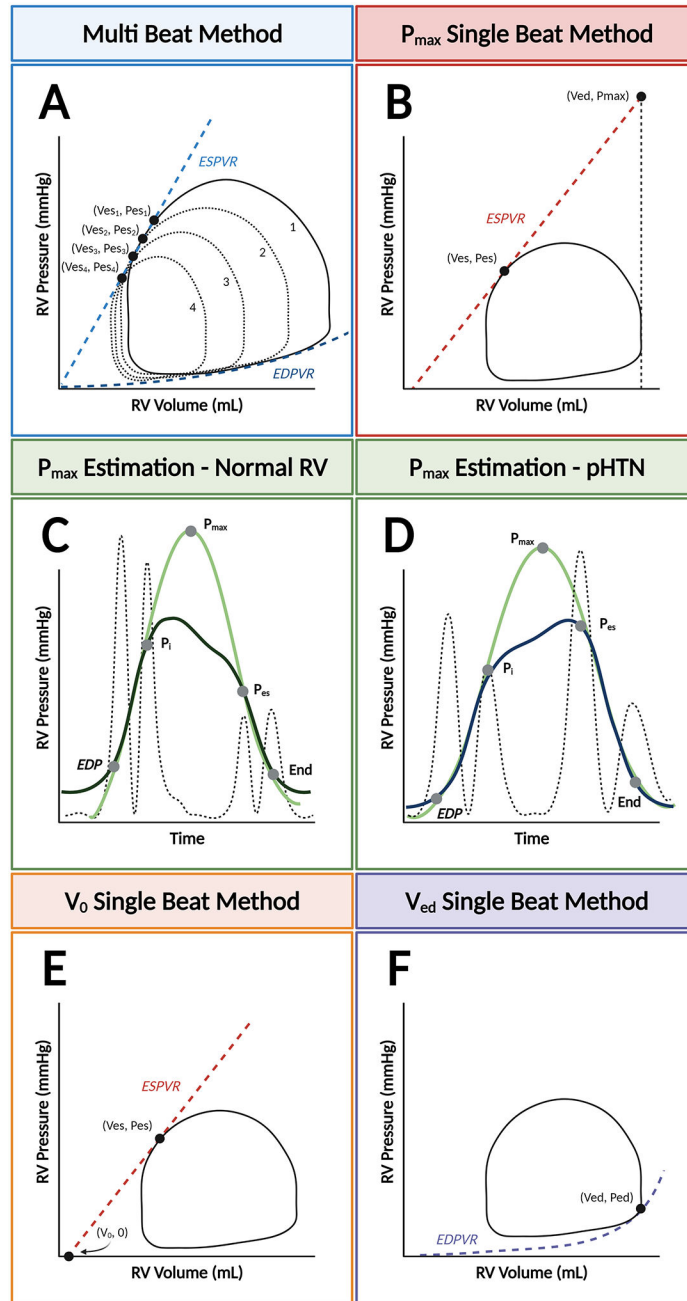 Multi Beat Method
Pmax Single Beat Method
A
RV Pressure (mmHg)
ESPVR
(Ves₁, Pes₁)
(Ves₂, Pes₂)
(Ves₃, Pes₃)
(Ves₄, Pes₄)
1
2
3
4
EDPVR
RV Volume (mL)
B
RV Pressure (mmHg)
(Ved, Pmax)
ESPVR
(Ves, Pes)
RV Volume (mL)
Pmax Estimation - Normal RV
Pmax Estimation - pHTN
C
RV Pressure (mmHg)
Pmax
Pi
Pes
EDP
End
Time
D
RV Pressure (mmHg)
Pmax
Pes
Pi
End
EDP
Time
V₀ Single Beat Method
Ved Single Beat Method
E
RV Pressure (mmHg)
ESPVR
(Ves, Pes)
(V₀, 0)
RV Volume (mL)
F
RV Pressure (mmHg)
(Ved, Ped)
EDPVR
RV Volume (mL)